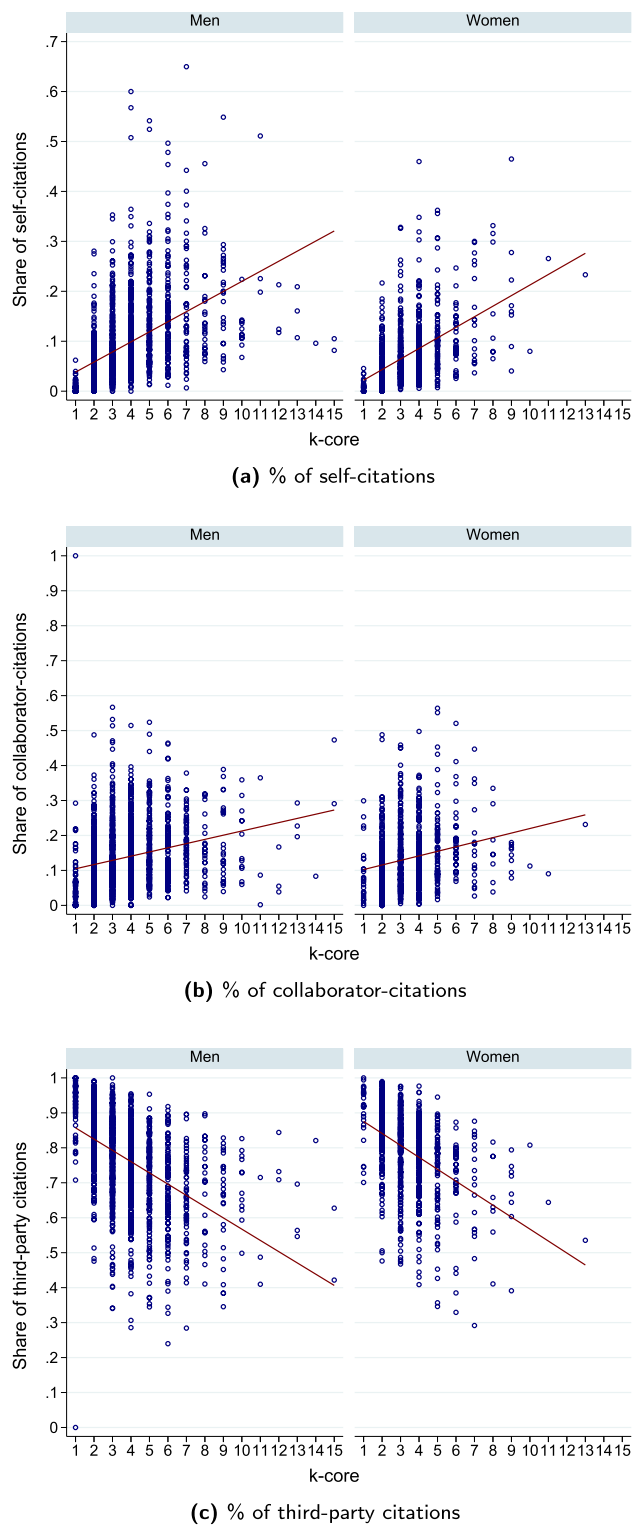 Men Women
Share of self-citations
.7
.6
.5
.4
.3
.2
.1
0
1 2 3 4 5 6 7 8 9 10 11 12 13 14 15 1 2 3 4 5 6 7 8 9 10 11 12 13 14 15
k-core
(a) % of self-citations
Men Women
Share of collaborator-citations
1
.9
.8
.7
.6
.5
.4
.3
.2
.1
0
1 2 3 4 5 6 7 8 9 10 11 12 13 14 15 1 2 3 4 5 6 7 8 9 10 11 12 13 14 15
k-core
(b) % of collaborator-citations
Men Women
Share of third-party citations
1
.9
.8
.7
.6
.5
.4
.3
.2
.1
0
1 2 3 4 5 6 7 8 9 10 11 12 13 14 15 1 2 3 4 5 6 7 8 9 10 11 12 13 14 15
k-core
(c) % of third-party citations